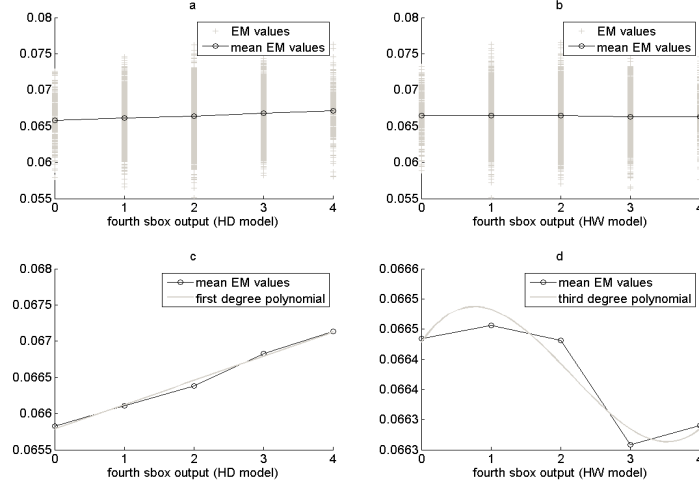 a
0.08
0.075
0.07
0.065
0.06
0.055
EM values
mean EM values
0
1
2
3
4
fourth sbox output (HD model)
b
0.08
0.075
0.07
0.065
0.06
0.055
EM values
mean EM values
0
1
2
3
4
fourth sbox output (HW model)
c
0.068
0.0675
0.067
0.0665
0.066
0.0655
mean EM values
first degree polynomial
0
1
2
3
4
fourth sbox output (HD model)
d
0.0666
0.0665
0.0665
0.0664
0.0664
0.0663
0.0663
mean EM values
third degree polynomial
0
1
2
3
4
fourth sbox output (HW model)